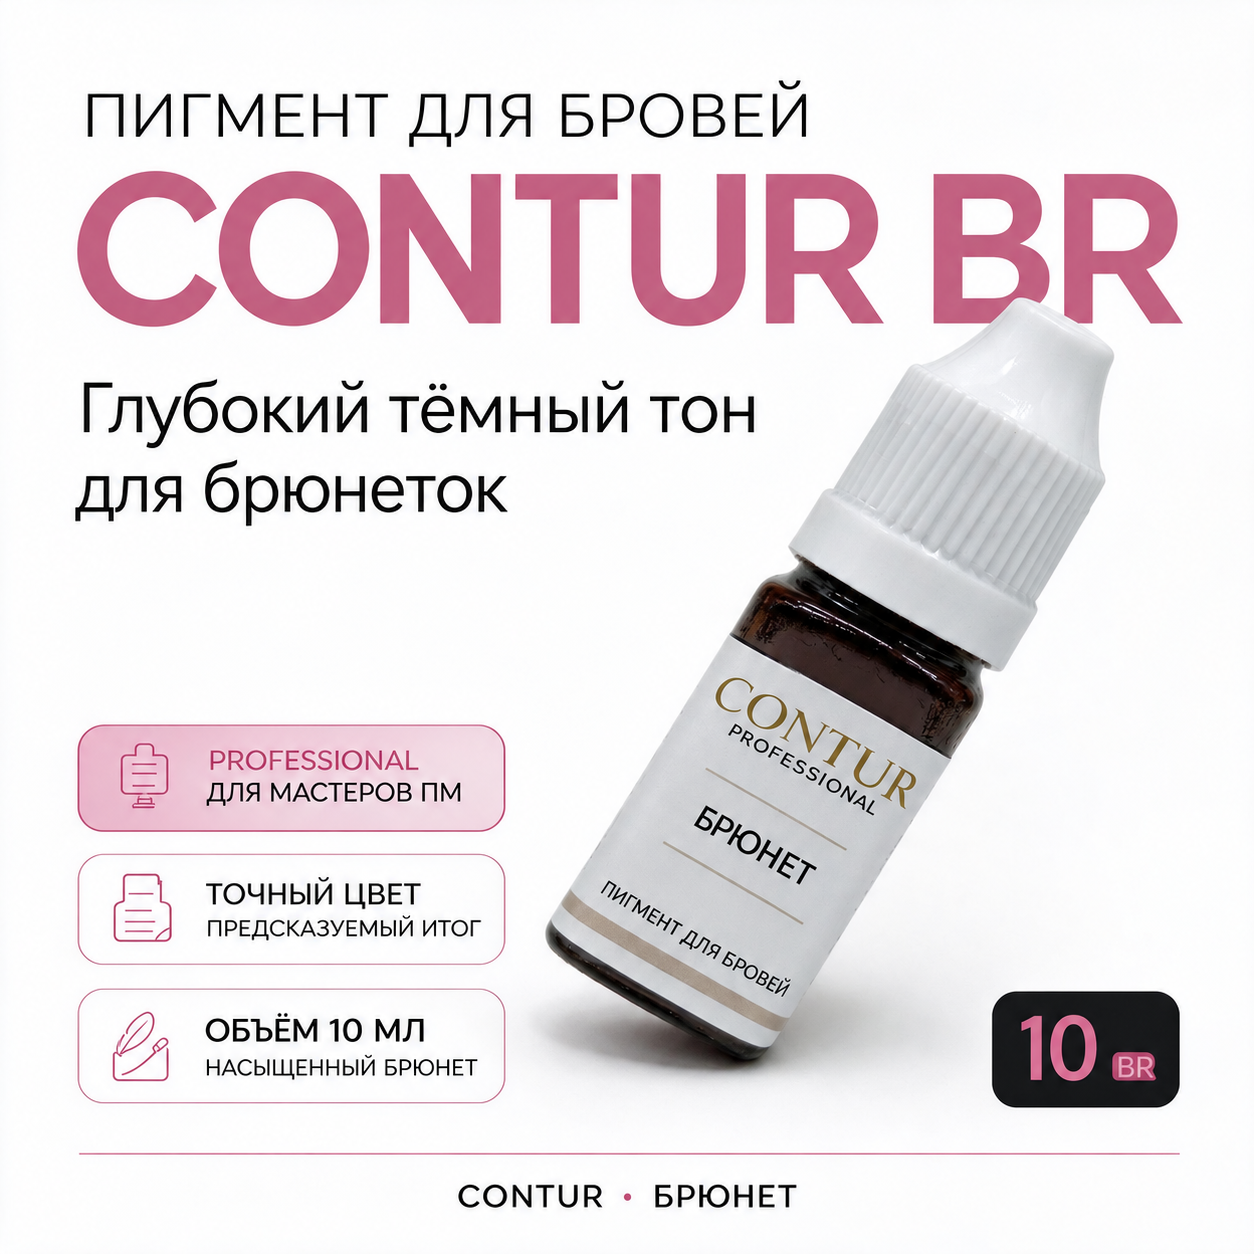 ПИГМЕНТ ДЛЯ БРОВЕЙ
CONTUR BR
Глубокий тёмный тон
для брюнеток
PROFESSIONAL
ДЛЯ МАСТЕРОВ ПМ
ТОЧНЫЙ ЦВЕТ
ПРЕДСКАЗУЕМЫЙ ИТОГ
ОБЪЁМ 10 МЛ
НАСЫЩЕННЫЙ БРЮНЕТ
CONTUR
PROFESSIONAL
БРЮНЕТ
ПИГМЕНТ ДЛЯ БРОВЕЙ
10 BR
CONTUR • БРЮНЕТ